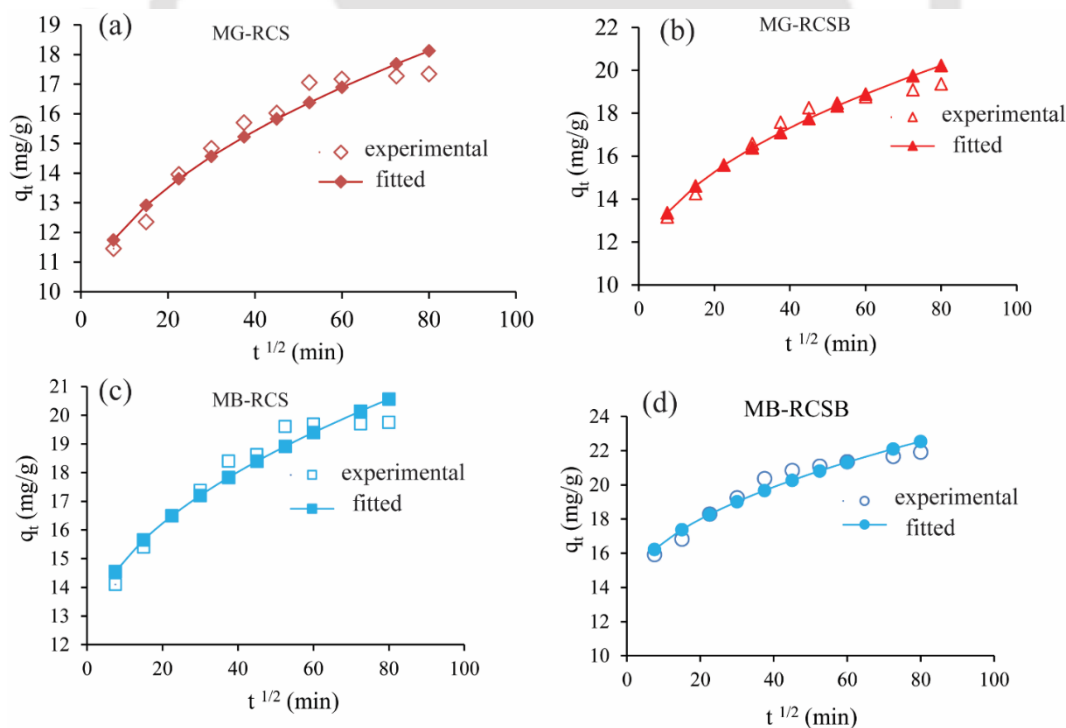 (a)
MG-RCS
19
18
17
16
15
14
13
12
11
10
qt (mg/g)
experimental
fitted
0 20 40 60 80 100
t 1/2 (min)
(b)
MG-RCSB
22
20
18
16
14
12
10
qt (mg/g)
experimental
fitted
0 20 40 60 80 100
t 1/2 (min)
(c)
MB-RCS
21
20
19
18
17
16
15
14
13
12
qt (mg/g)
experimental
fitted
0 20 40 60 80 100
t 1/2 (min)
(d)
MB-RCSB
24
22
20
18
16
14
12
10
qt (mg/g)
experimental
fitted
0 20 40 60 80 100
t 1/2 (min)